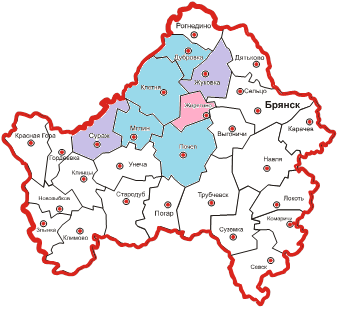 Рогнедино
Дубровка
Дятьково
Клетня
Жуковка
Сельцо
Жирятино
Брянск
Карачев
Красная Гора
Сураж
Мглин
Выгоничи
Гордеевка
Почеп
Унеча
Навля
Клинцы
Новозыбков
Стародуб
Трубчевск
Локоть
Погар
Комаричи
Злынка
Климово
Суземка
Севск